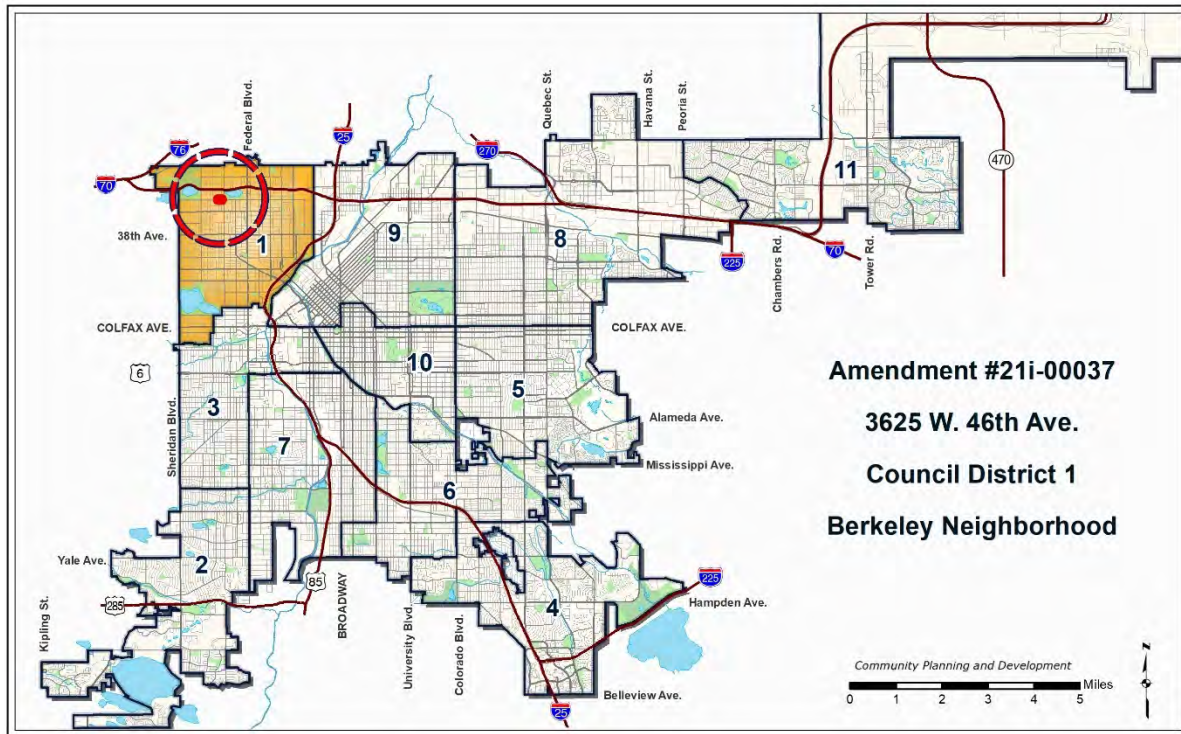 Federal Blvd.
25
Quebec St.
Havana St.
Peoria St.
76
270
470
70
11
38th Ave.
1
9
8
225
Chambers Rd.
70
Tower Rd.
COLFAX AVE.
COLFAX AVE.
6
10
5
Sheridan Blvd.
3
7
Alameda Ave.
Mississippi Ave.
6
Amendment #21i-00037
3625 W. 46th Ave.
Council District 1
Berkeley Neighborhood
Yale Ave.
2
85
285
BROADWAY
University Blvd.
Colorado Blvd.
4
225
Hampden Ave.
Kipling St.
Belleview Ave.
25
Community Planning and Development
0 1 2 3 4 5 Miles
N